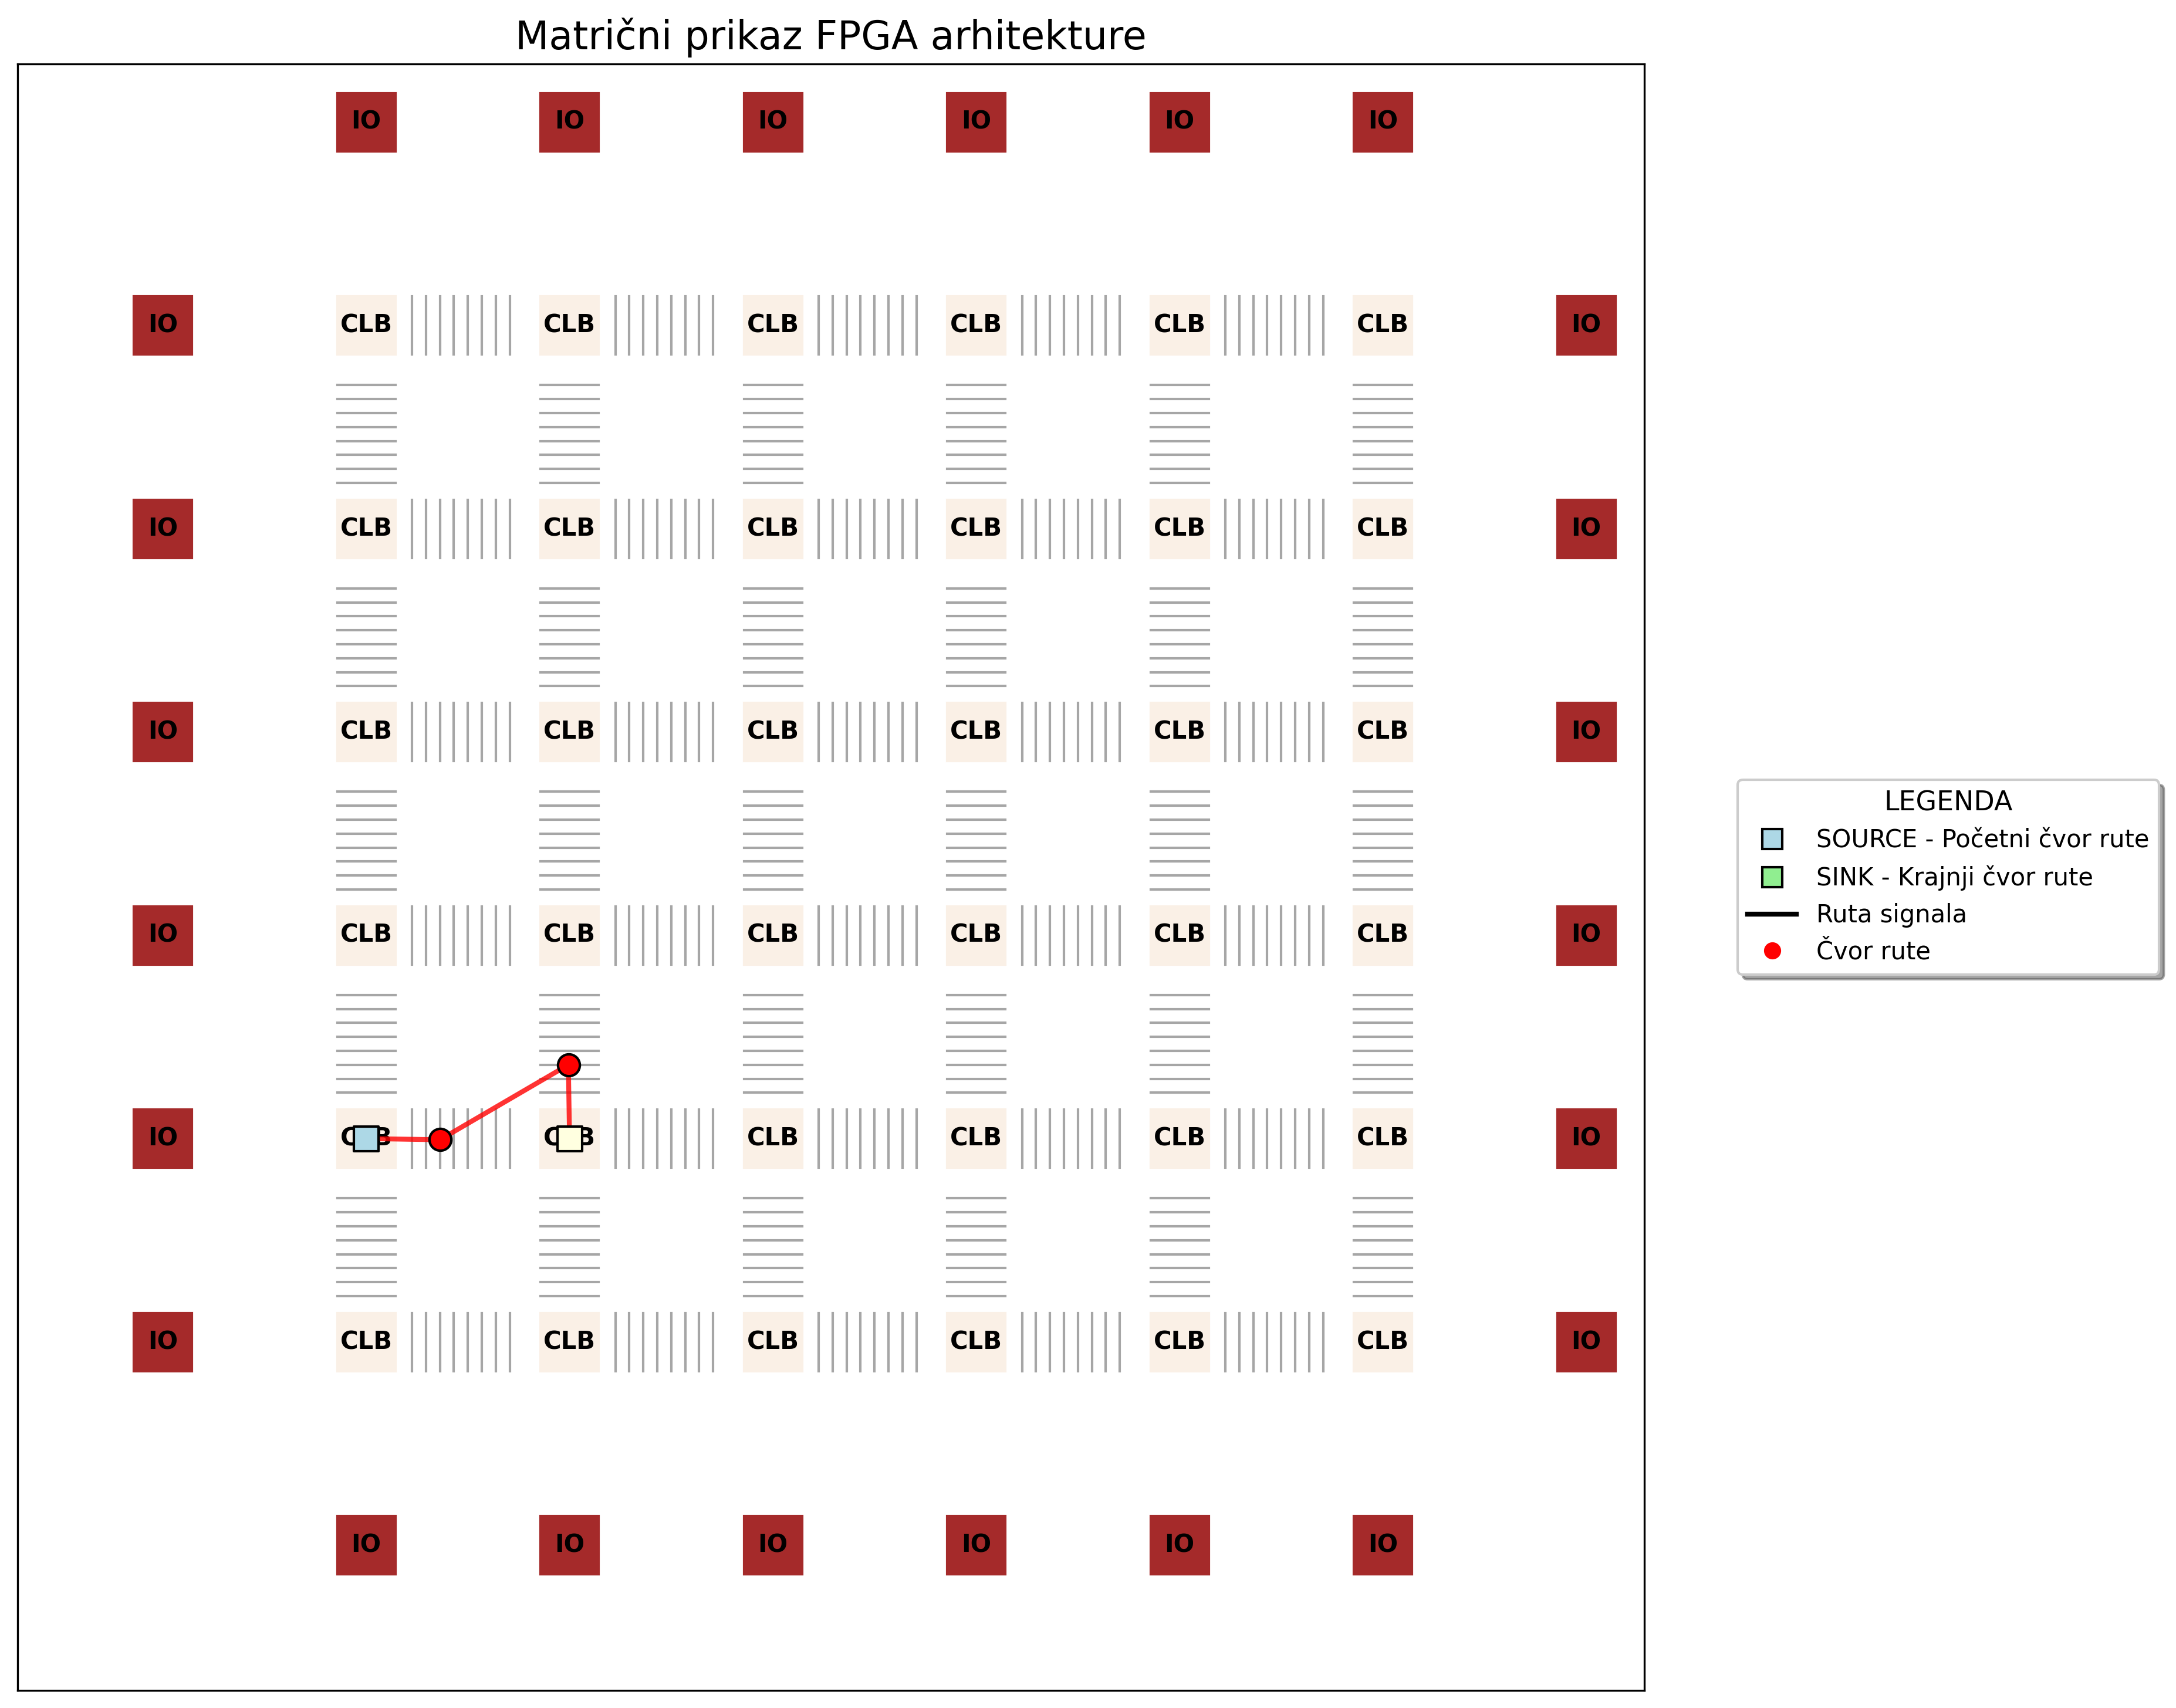 Matrični prikaz FPGA arhitekture
IO IO IO IO IO IO
IO CLB CLB CLB CLB CLB CLB IO
IO CLB CLB CLB CLB CLB CLB IO
IO CLB CLB CLB CLB CLB CLB IO
IO CLB CLB CLB CLB CLB CLB IO
IO CLB CLB CLB CLB CLB CLB IO
IO CLB CLB CLB CLB CLB CLB IO
IO IO IO IO IO IO
LEGENDA
SOURCE - Početni čvor rute
SINK - Krajnji čvor rute
Ruta signala
Čvor rute